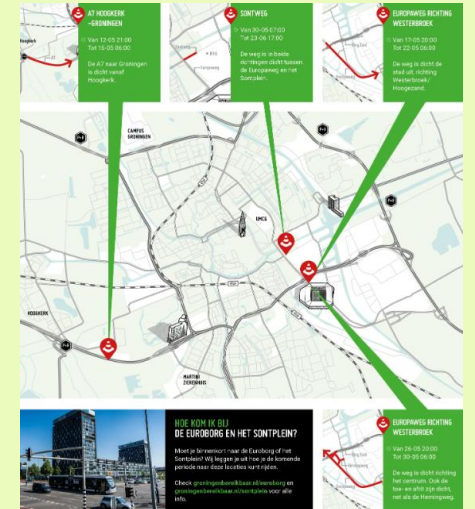 A7 HOOGKERK
-GRONINGEN
Van 12-05 21:00
Tot 15-05 06:00
De A7 naar Groningen
is dicht vanaf
Hoogkerk.
SONTWEG
Van 30-05 07:00
Tot 23-06 17:00
De weg is in beide
richtingen dicht tussen
de Europaweg en het
Sontplein.
EUROPAWEG RICHTING
WESTERBROEK
Van 17-05 20:00
Tot 22-05 06:00
De weg is dicht de
stad uit, richting
Westerbroek/
Hoogezand.
CAMPUS
GRONINGEN
UMCG
HOOGKERK
MARTINI
ZIEKENHUIS
HOE KOM IK BIJ
DE EUROBORG EN HET SONTPLEIN?
Moet je binnenkort naar de Euroborg of het
Sontplein? Wij leggen je uit hoe je de komende
periode naar deze locaties kunt rijden.
Check groningenbereikbaar.nl/euroborg en
groningenbereikbaar.nl/sontplein voor alle
info.
EUROPAWEG RICHTING
WESTERBROEK
Van 26-05 20:00
Tot 30-05 06:00
De weg is dicht richting
het centrum. Ook de
toe- en afrit zijn dicht,
net als de Hemingweg.